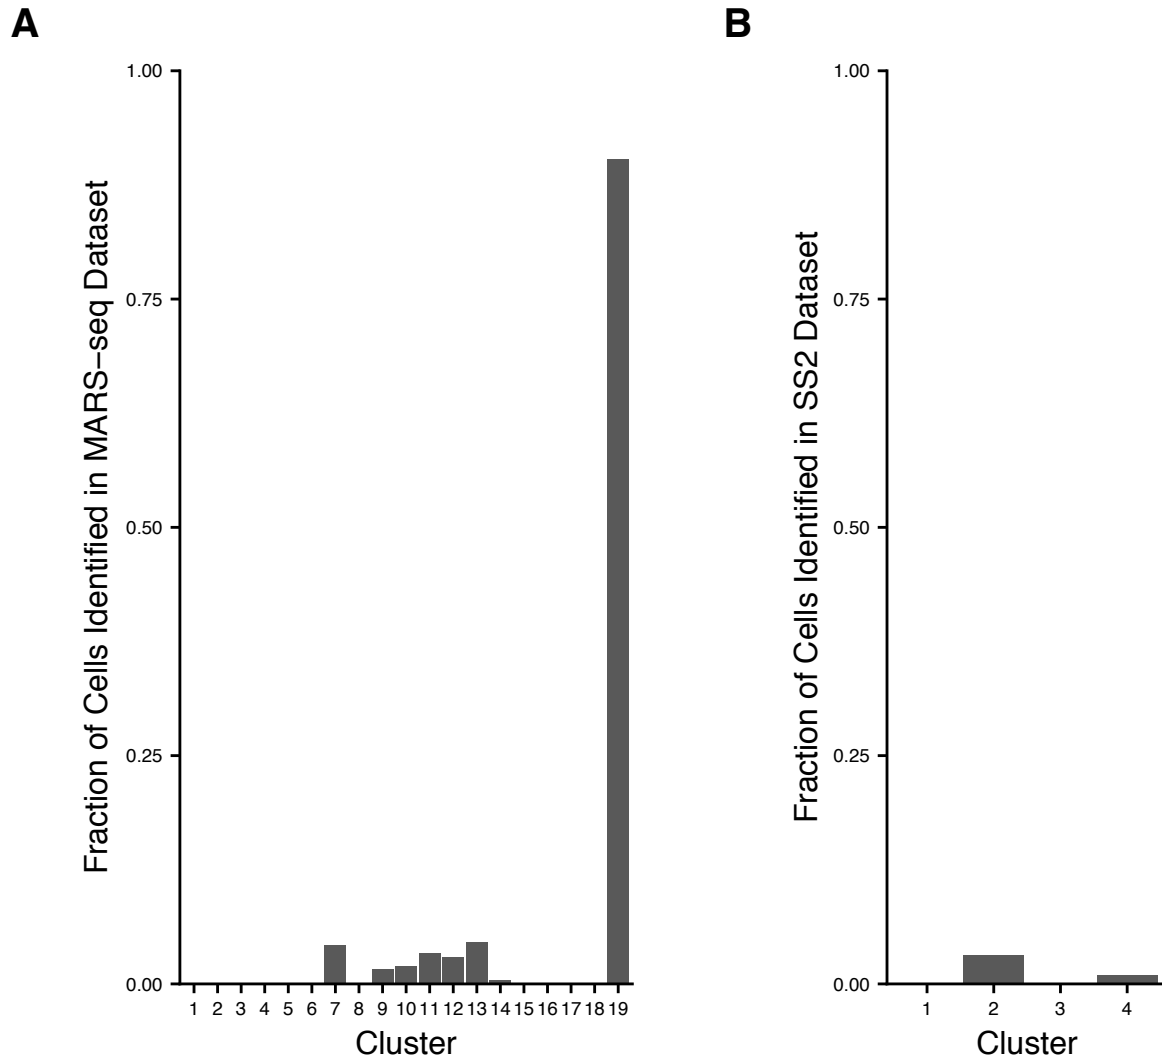 A
Fraction of Cells Identified in MARS−seq Dataset
1.00
0.75
0.50
0.25
0.00
1 2 3 4 5 6 7 8 9 10 11 12 13 14 15 16 17 18 19
Cluster
B
Fraction of Cells Identified in SS2 Dataset
1.00
0.75
0.50
0.25
0.00
1 2 3 4
Cluster